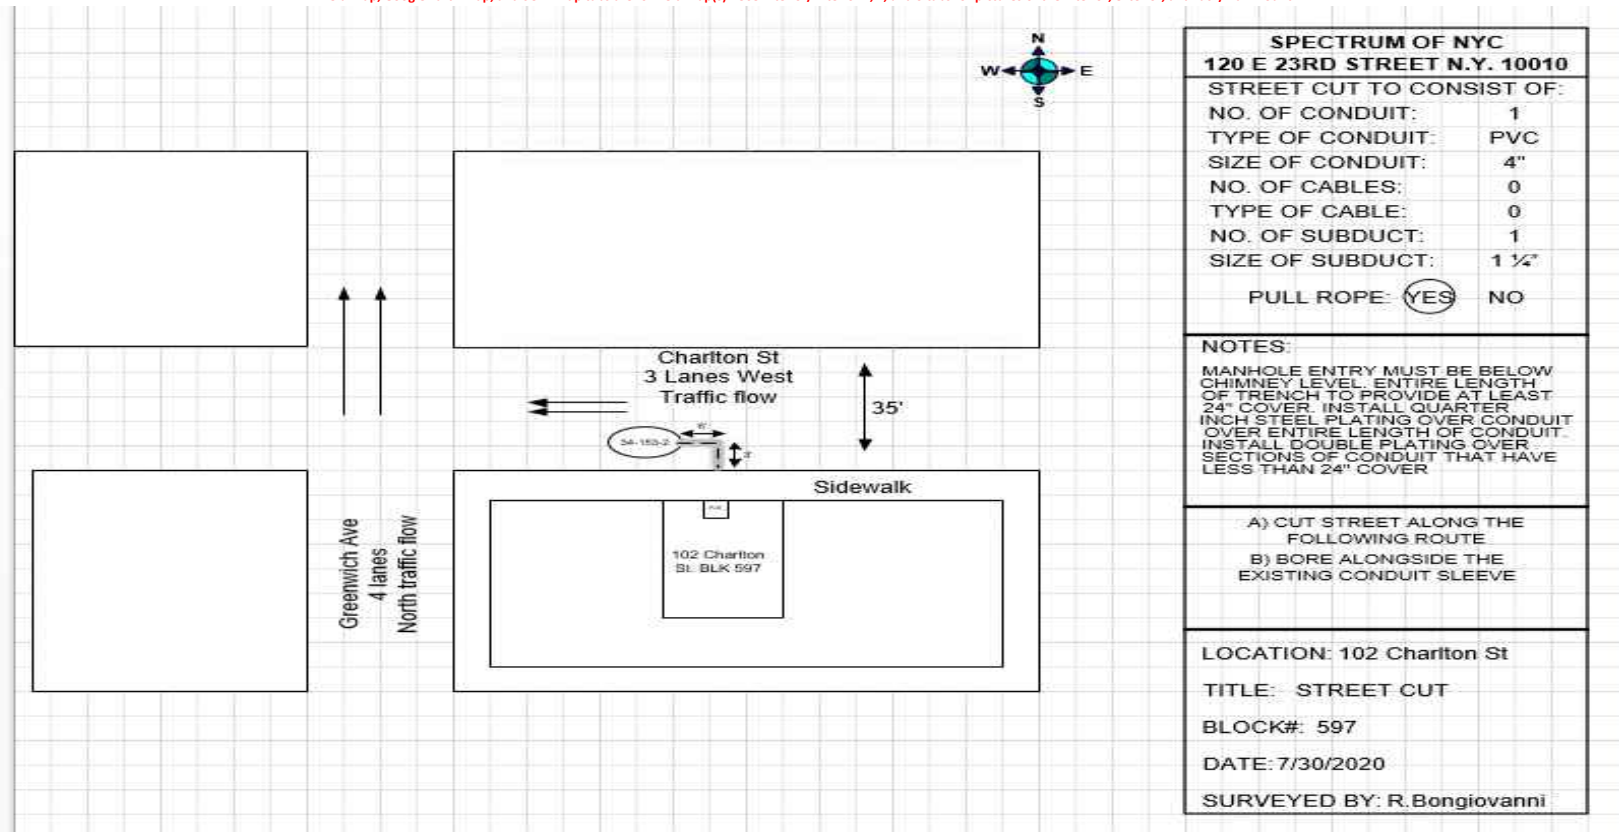 N
W E
S
SPECTRUM OF NYC
120 E 23RD STREET N.Y. 10010
STREET CUT TO CONSIST OF:
NO. OF CONDUIT: 1
TYPE OF CONDUIT: PVC
SIZE OF CONDUIT: 4"
NO. OF CABLES: 0
TYPE OF CABLE: 0
NO. OF SUBDUCT: 1
SIZE OF SUBDUCT: 1 ¼"
PULL ROPE: YES NO
NOTES:
MANHOLE ENTRY MUST BE BELOW
CHIMNEY LEVEL. ENTIRE LENGTH
OF TRENCH TO PROVIDE AT LEAST
24" COVER. INSTALL QUARTER
INCH STEEL PLATING OVER CONDUIT
OVER ENTIRE LENGTH OF CONDUIT.
INSTALL DOUBLE PLATING OVER
SECTIONS OF CONDUIT THAT HAVE
LESS THAN 24" COVER
A) CUT STREET ALONG THE
FOLLOWING ROUTE
B) BORE ALONGSIDE THE
EXISTING CONDUIT SLEEVE
LOCATION: 102 Charlton St
TITLE: STREET CUT
BLOCK#: 597
DATE: 7/30/2020
SURVEYED BY: R.Bongiovanni
Charlton St
3 Lanes West
Traffic flow
35'
Sidewalk
102 Charlton
St. BLK 597
Greenwich Ave
4 lanes
North traffic flow